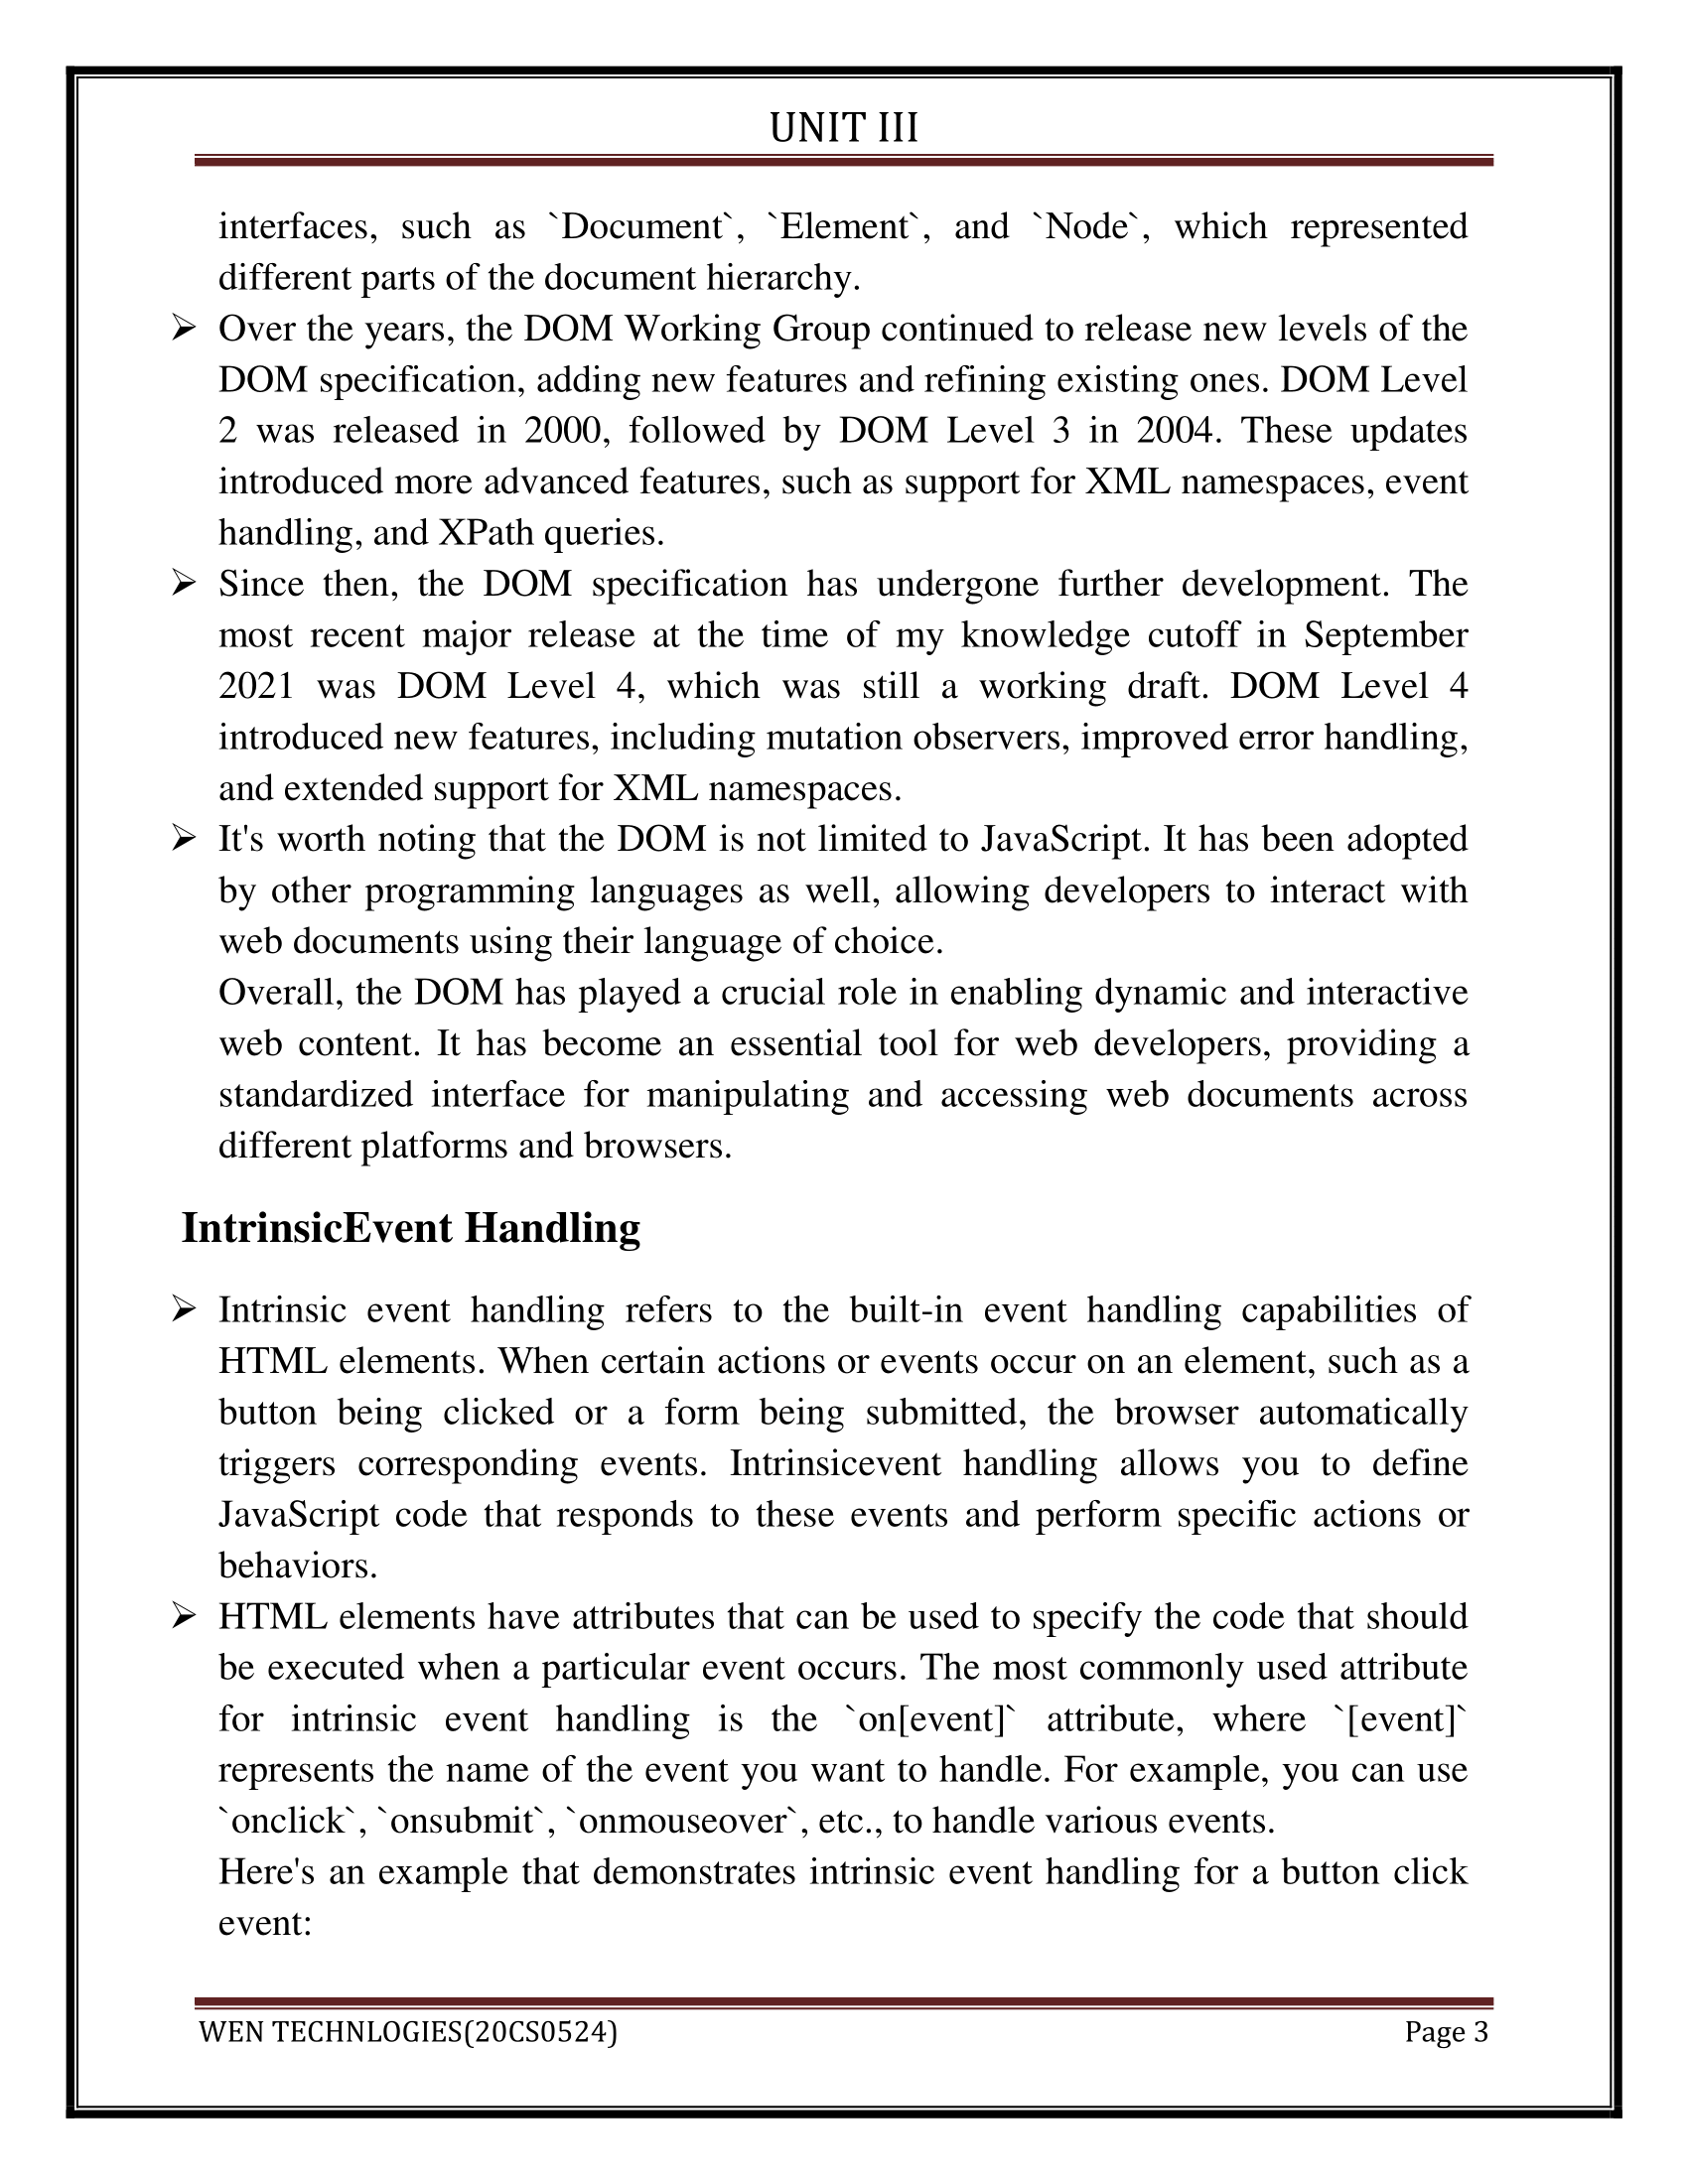 UNIT III
interfaces, such as `Document`, `Element`, and `Node`, which represented
different parts of the document hierarchy.
➢ Over the years, the DOM Working Group continued to release new levels of the
DOM specification, adding new features and refining existing ones. DOM Level
2 was released in 2000, followed by DOM Level 3 in 2004. These updates
introduced more advanced features, such as support for XML namespaces, event
handling, and XPath queries.
➢ Since then, the DOM specification has undergone further development. The
most recent major release at the time of my knowledge cutoff in September
2021 was DOM Level 4, which was still a working draft. DOM Level 4
introduced new features, including mutation observers, improved error handling,
and extended support for XML namespaces.
➢ It's worth noting that the DOM is not limited to JavaScript. It has been adopted
by other programming languages as well, allowing developers to interact with
web documents using their language of choice.
Overall, the DOM has played a crucial role in enabling dynamic and interactive
web content. It has become an essential tool for web developers, providing a
standardized interface for manipulating and accessing web documents across
different platforms and browsers.
IntrinsicEvent Handling
➢ Intrinsic event handling refers to the built-in event handling capabilities of
HTML elements. When certain actions or events occur on an element, such as a
button being clicked or a form being submitted, the browser automatically
triggers corresponding events. Intrinsicevent handling allows you to define
JavaScript code that responds to these events and perform specific actions or
behaviors.
➢ HTML elements have attributes that can be used to specify the code that should
be executed when a particular event occurs. The most commonly used attribute
for intrinsic event handling is the `on[event]` attribute, where `[event]`
represents the name of the event you want to handle. For example, you can use
`onclick`, `onsubmit`, `onmouseover`, etc., to handle various events.
Here's an example that demonstrates intrinsic event handling for a button click
event:
WEN TECHNLOGIES(20CS0524) Page 3